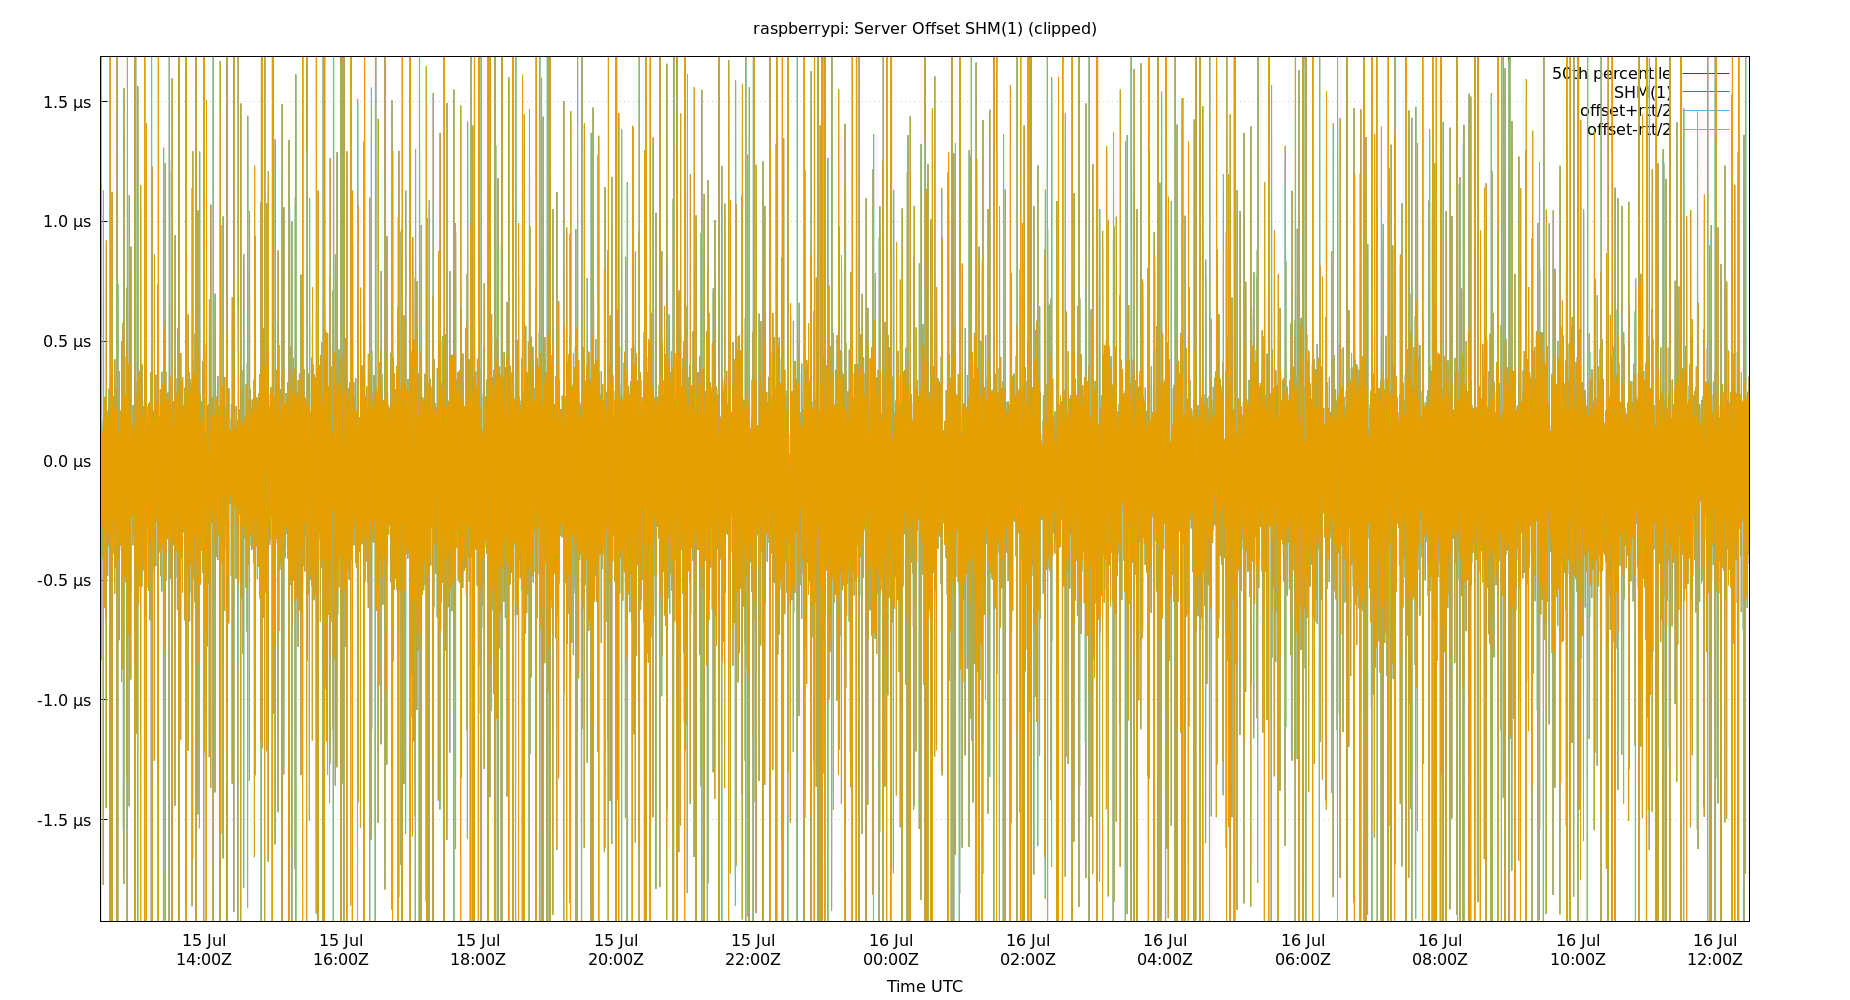 raspberrypi: Server Offset SHM(1) (clipped)
50th percentile
SHM(1)
offset+rtt/2
offset-rtt/2
1.5 µs
1.0 µs
0.5 µs
0.0 µs
-0.5 µs
-1.0 µs
-1.5 µs
15 Jul 15 Jul 15 Jul 15 Jul 15 Jul 16 Jul 16 Jul 16 Jul 16 Jul 16 Jul 16 Jul 16 Jul
14:00Z 16:00Z 18:00Z 20:00Z 22:00Z 00:00Z 02:00Z 04:00Z 06:00Z 08:00Z 10:00Z 12:00Z
Time UTC